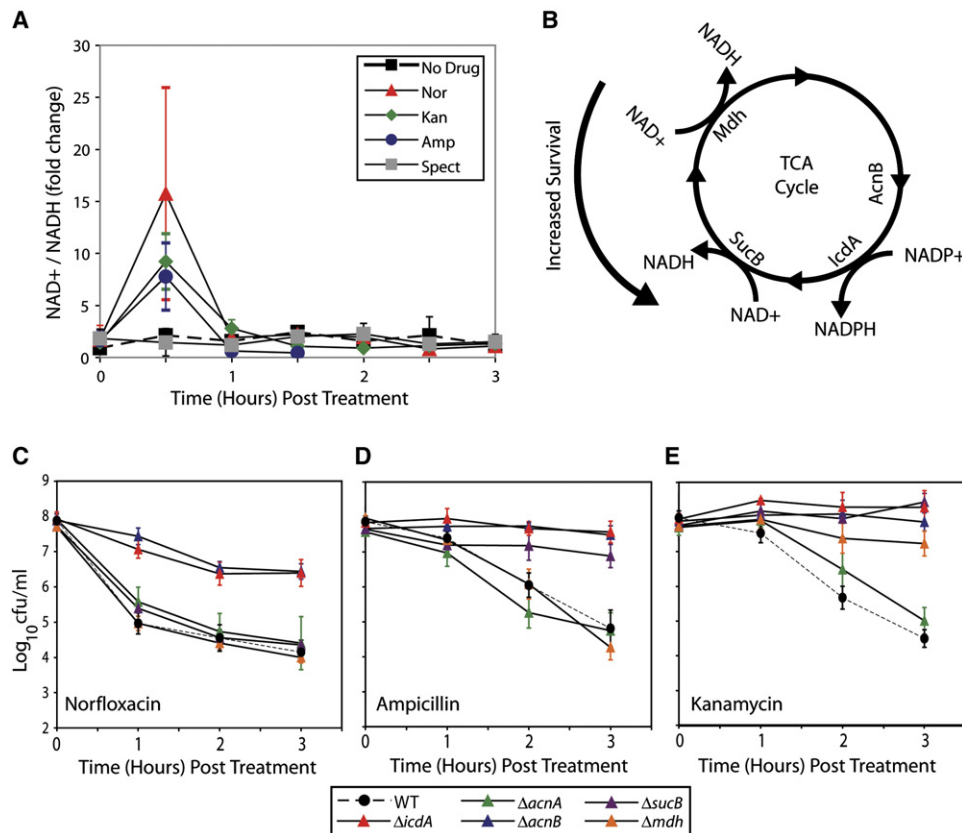 A
NAD+ / NADH (fold change)
30
25
20
15
10
5
0
0
1
2
3
Time (Hours) Post Treatment
No Drug
Nor
Kan
Amp
Spect
B
Increased Survival
NADH
NAD+
Mdh
TCA
Cycle
AcnB
IcdA
NADP+
NADPH
SucB
NADH
NAD+
C
Log10cfu/ml
9
8
7
6
5
4
3
2
Norfloxacin
0
1
2
3
Time (Hours) Post Treatment
D
Ampicillin
0
1
2
3
Time (Hours) Post Treatment
E
Kanamycin
0
1
2
3
Time (Hours) Post Treatment
WT
ΔacnA
ΔsucB
ΔicdA
ΔacnB
Δmdh